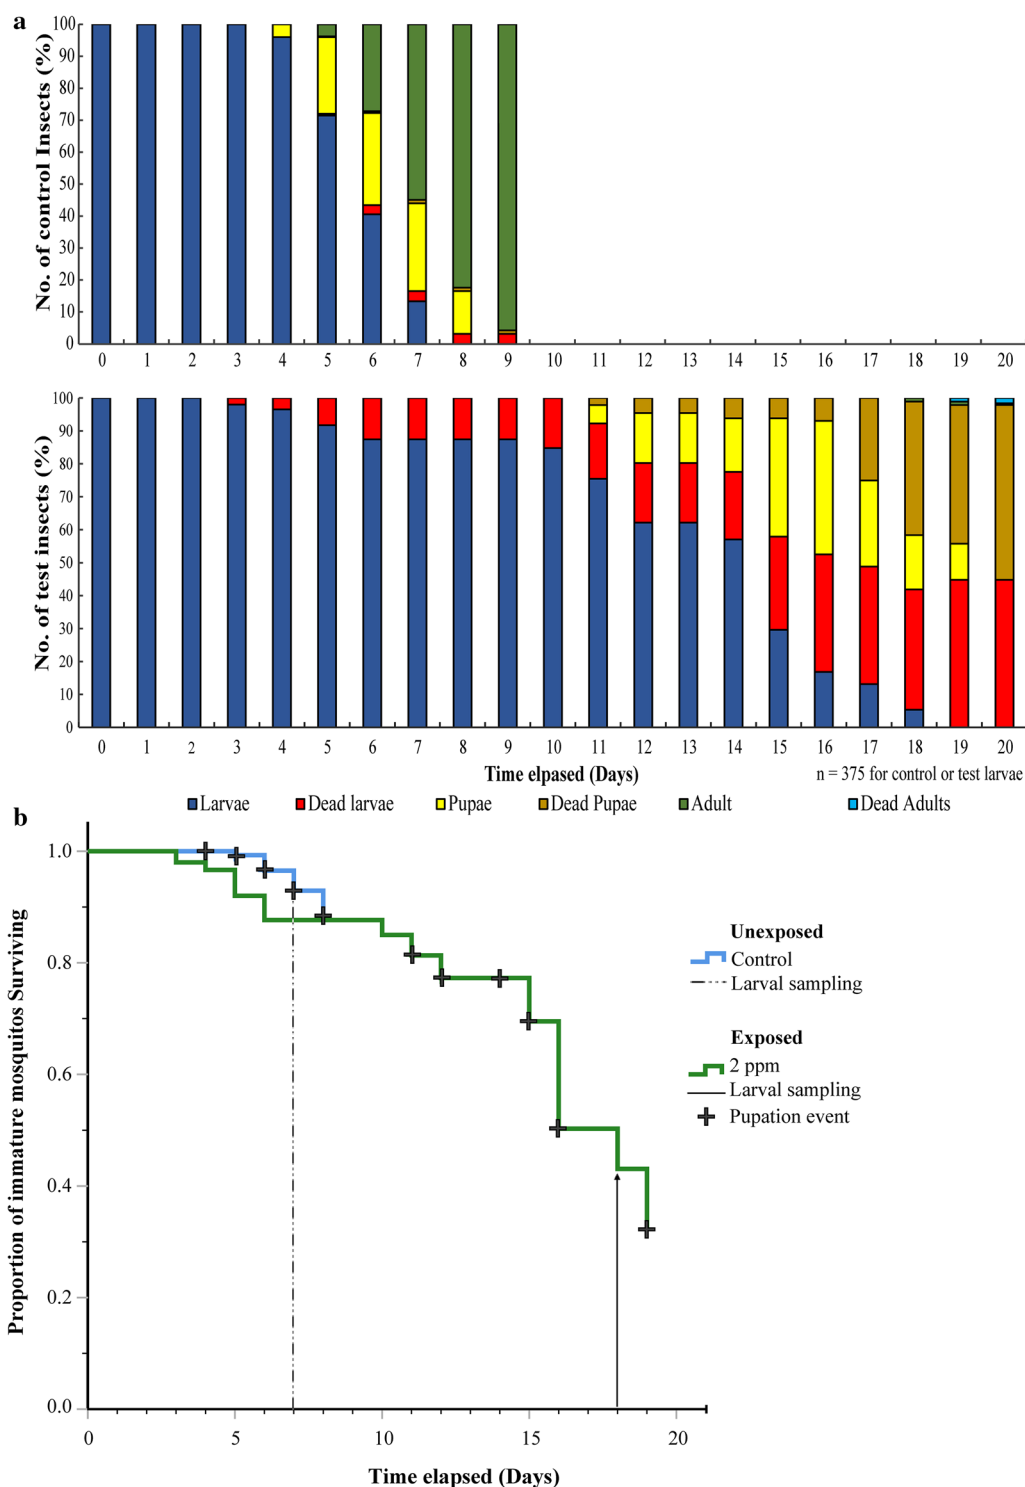 a
No. of control Insects (%)
100
90
80
70
60
50
40
30
20
10
0
0 1 2 3 4 5 6 7 8 9 10 11 12 13 14 15 16 17 18 19 20
No. of test insects (%)
100
90
80
70
60
50
40
30
20
10
0
0 1 2 3 4 5 6 7 8 9 10 11 12 13 14 15 16 17 18 19 20
Time elpased (Days)
n = 375 for control or test larvae
Larvae Dead larvae Pupae Dead Pupae Adult Dead Adults
b
Proportion of immature mosquitos Surviving
1.0
0.8
0.6
0.4
0.2
0.0
0 5 10 15 20
Time elapsed (Days)
Unexposed
Control
Larval sampling
Exposed
2 ppm
Larval sampling
Pupation event